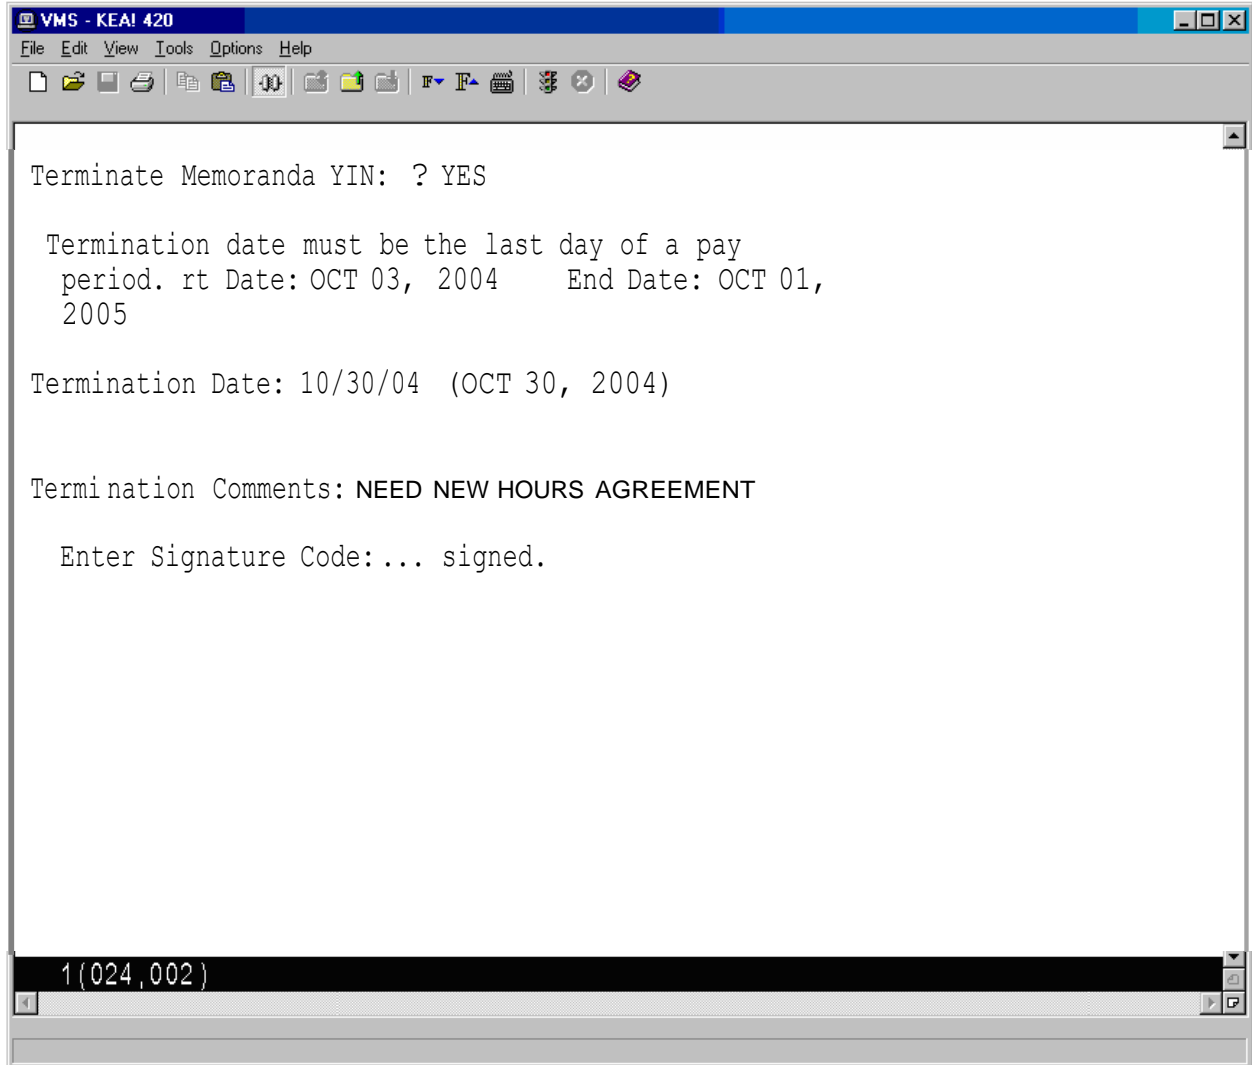 VMS - KEA! 420
File Edit View Tools Options Help
Terminate Memoranda YIN: ? YES
Termination date must be the last day of a pay
period. rt Date: OCT 03, 2004 End Date: OCT 01,
2005
Termination Date: 10/30/04 (OCT 30, 2004)
Termination Comments: NEED NEW HOURS AGREEMENT
Enter Signature Code: ... signed.
1(024,002)